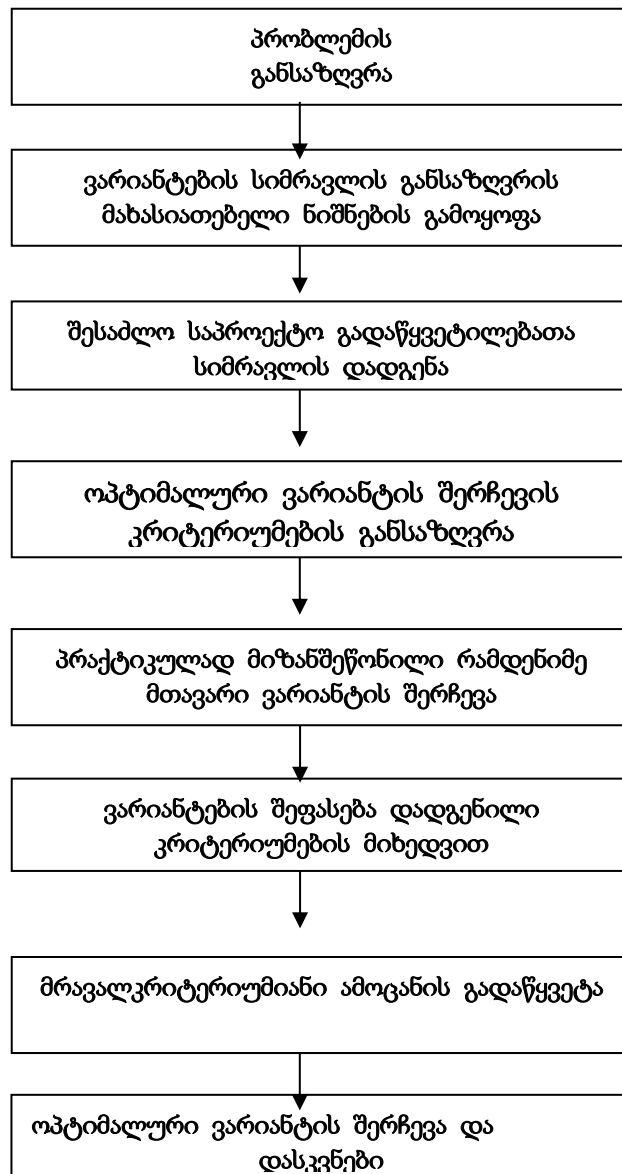 პრობლემის
განსაზღვრა
ვარიანტების სიმრავლის განსაზღვრის
მახასიათებელი ნიშნების გამოყოფა
შესაძლო საპროექტო გადაწყვეტილებათა
სიმრავლის დადგენა
ოპტიმალური ვარიანტის შერჩევის
კრიტერიუმების განსაზღვრა
პრაქტიკულად მიზანშეწონილი რამდენიმე
მთავარი ვარიანტის შერჩევა
ვარიანტების შეფასება დადგენილი
კრიტერიუმების მიხედვით
მრავალკრიტერიუმიანი ამოცანის გადაწყვეტა
ოპტიმალური ვარიანტის შერჩევა და
დასკვნები